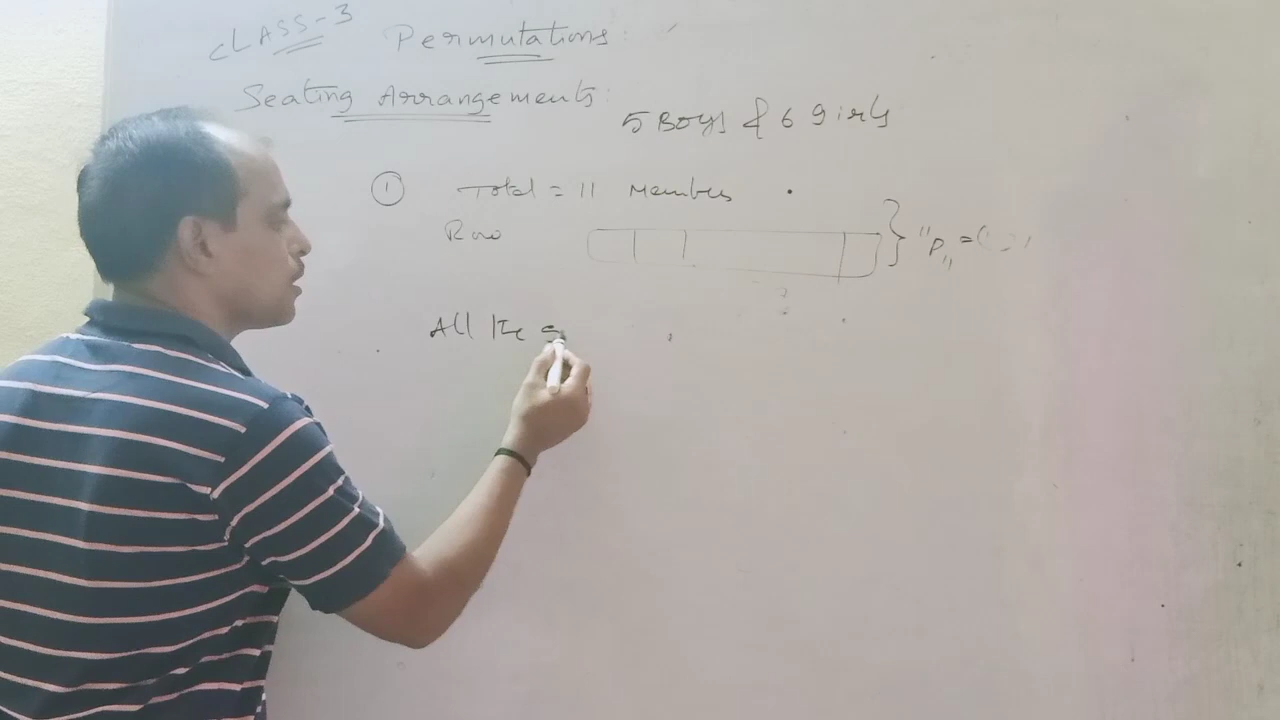 CLASS-3 Permutations:
Seating Arrangements:
5 Boys & 6 Girls
① Total = 11 Members
Row } ¹¹P₁₁ =
All the